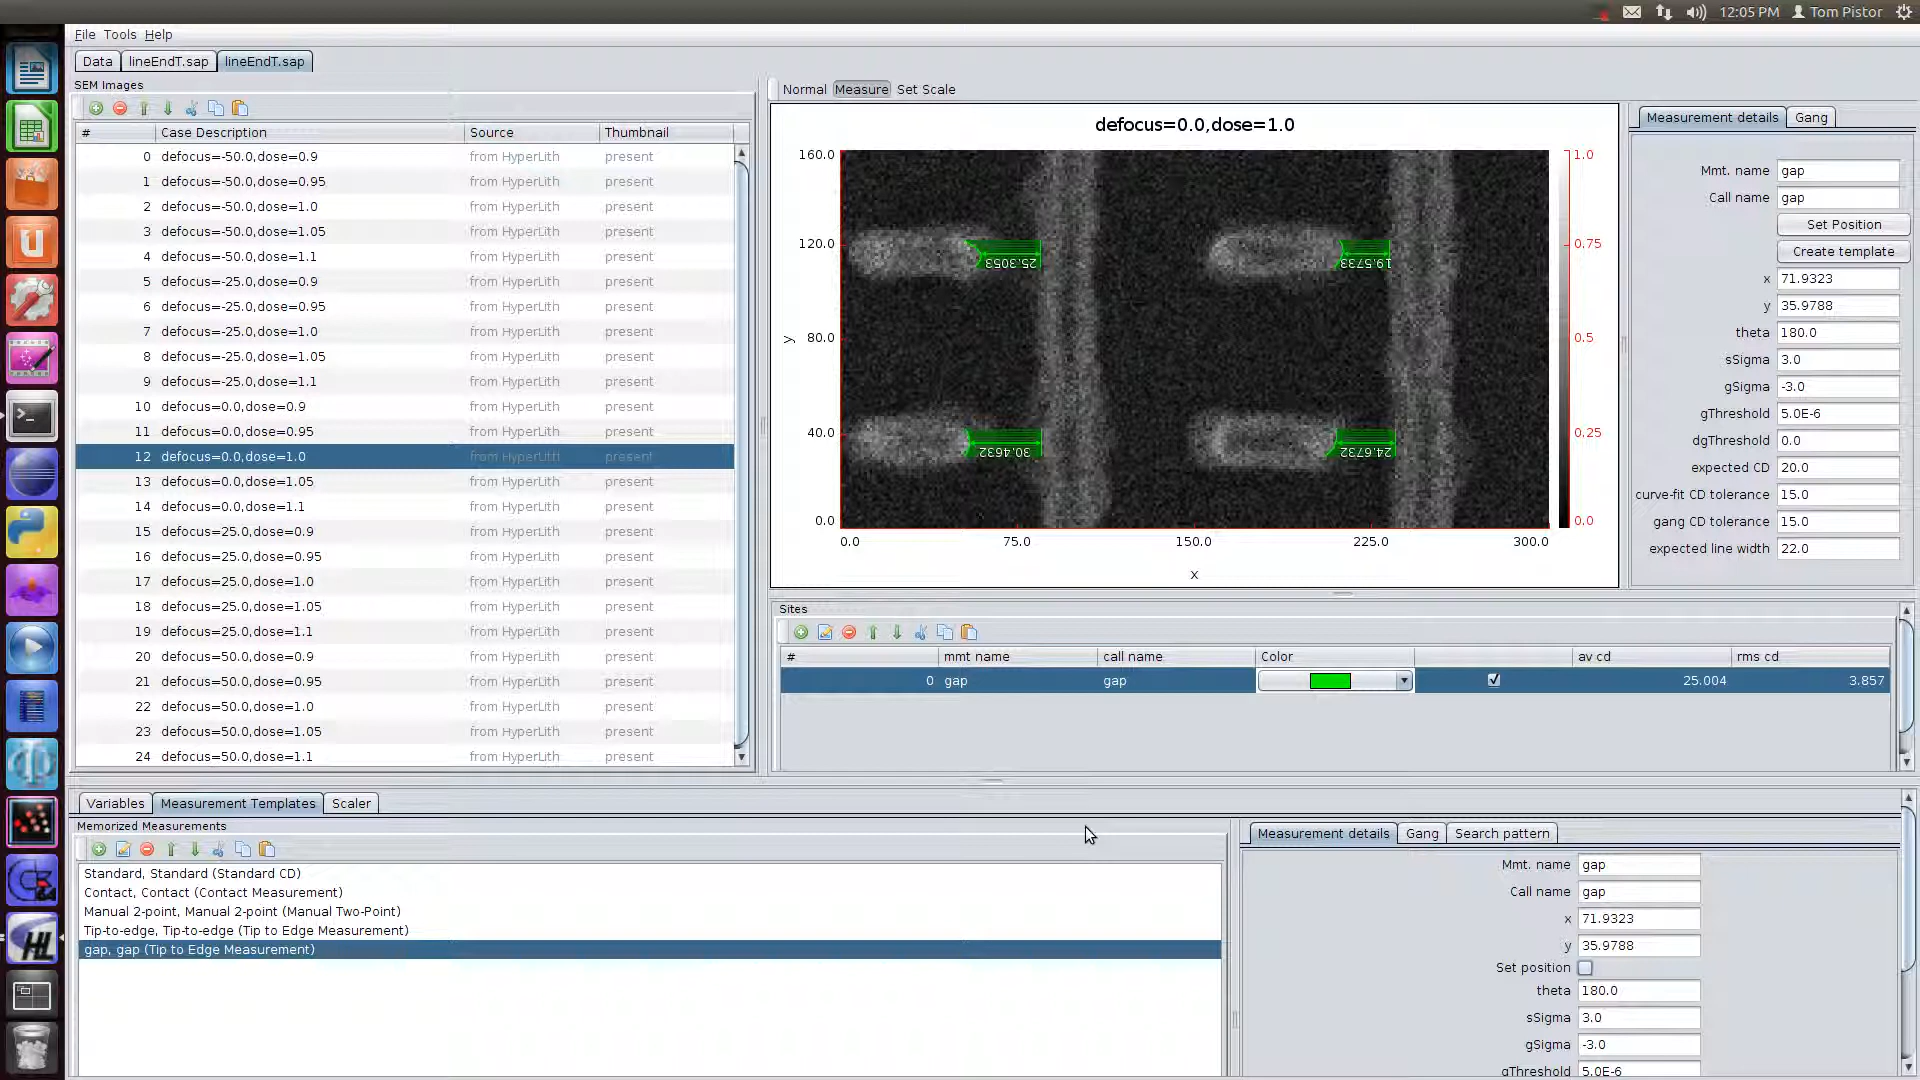 12:05 PM Tom Pistor
File Tools Help
Data lineEndT.sap lineEndT.sap
SEM Images
# Case Description Source Thumbnail
0 defocus=-50.0,dose=0.9 from HyperLith present
1 defocus=-50.0,dose=0.95 from HyperLith present
2 defocus=-50.0,dose=1.0 from HyperLith present
3 defocus=-50.0,dose=1.05 from HyperLith present
4 defocus=-50.0,dose=1.1 from HyperLith present
5 defocus=-25.0,dose=0.9 from HyperLith present
6 defocus=-25.0,dose=0.95 from HyperLith present
7 defocus=-25.0,dose=1.0 from HyperLith present
8 defocus=-25.0,dose=1.05 from HyperLith present
9 defocus=-25.0,dose=1.1 from HyperLith present
10 defocus=0.0,dose=0.9 from HyperLith present
11 defocus=0.0,dose=0.95 from HyperLith present
12 defocus=0.0,dose=1.0 from HyperLith present
13 defocus=0.0,dose=1.05 from HyperLith present
14 defocus=0.0,dose=1.1 from HyperLith present
15 defocus=25.0,dose=0.9 from HyperLith present
16 defocus=25.0,dose=0.95 from HyperLith present
17 defocus=25.0,dose=1.0 from HyperLith present
18 defocus=25.0,dose=1.05 from HyperLith present
19 defocus=25.0,dose=1.1 from HyperLith present
20 defocus=50.0,dose=0.9 from HyperLith present
21 defocus=50.0,dose=0.95 from HyperLith present
22 defocus=50.0,dose=1.0 from HyperLith present
23 defocus=50.0,dose=1.05 from HyperLith present
24 defocus=50.0,dose=1.1 from HyperLith present
Normal Measure Set Scale
defocus=0.0,dose=1.0
160.0
120.0
80.0
40.0
0.0
y
25.3053
19.5733
30.4632
24.6732
0.0 75.0 150.0 225.0 300.0
x
1.0
0.75
0.5
0.25
0.0
Measurement details Gang
Mmt. name gap
Call name gap
Set Position
Create template
x 71.9323
y 35.9788
theta 180.0
sSigma 3.0
gSigma -3.0
gThreshold 5.0E-6
dgThreshold 0.0
expected CD 20.0
curve-fit CD tolerance 15.0
gang CD tolerance 15.0
expected line width 22.0
Sites
# mmt name call name Color av cd rms cd
0 gap gap 25.004 3.857
Variables Measurement Templates Scaler
Memorized Measurements
Standard, Standard (Standard CD)
Contact, Contact (Contact Measurement)
Manual 2-point, Manual 2-point (Manual Two-Point)
Tip-to-edge, Tip-to-edge (Tip to Edge Measurement)
gap, gap (Tip to Edge Measurement)
Measurement details Gang Search pattern
Mmt. name gap
Call name gap
x 71.9323
y 35.9788
Set position
theta 180.0
sSigma 3.0
gSigma -3.0
gThreshold 5.0E-6
HL